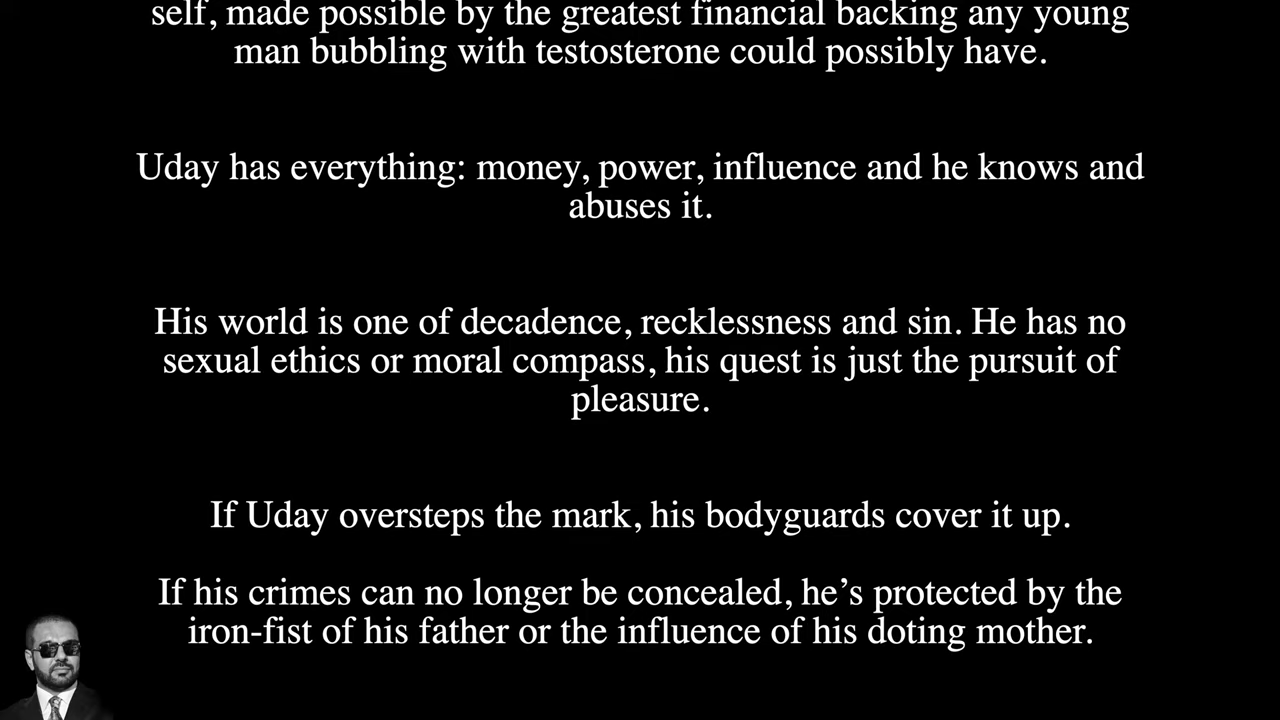 self, made possible by the greatest financial backing any young
man bubbling with testosterone could possibly have.
Uday has everything: money, power, influence and he knows and
abuses it.
His world is one of decadence, recklessness and sin. He has no
sexual ethics or moral compass, his quest is just the pursuit of
pleasure.
If Uday oversteps the mark, his bodyguards cover it up.
If his crimes can no longer be concealed, he’s protected by the
iron-fist of his father or the influence of his doting mother.